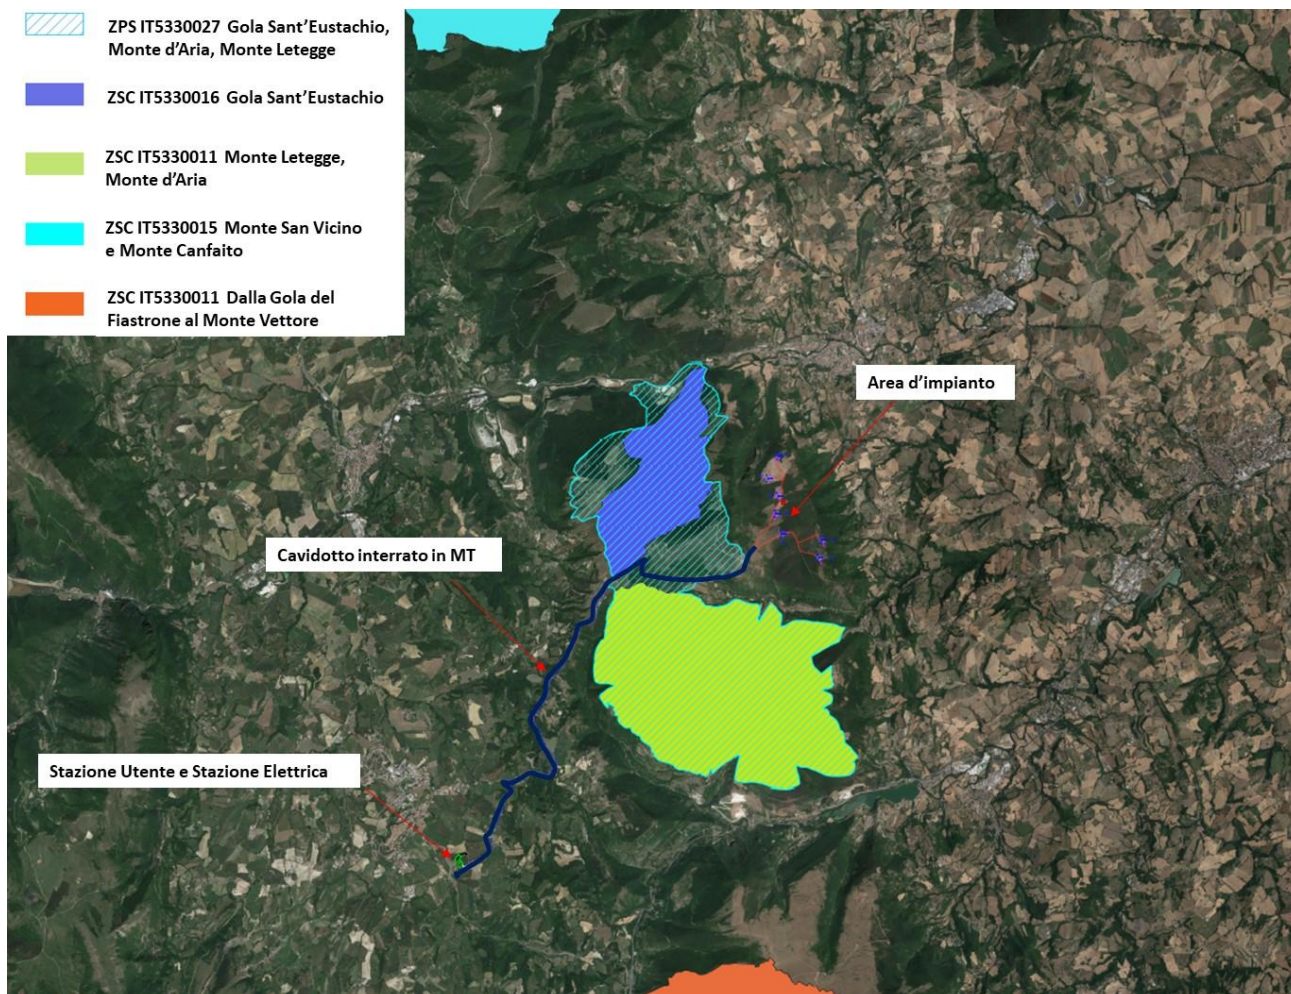 ZPS IT5330027 Gola Sant'Eustachio,
Monte d'Aria, Monte Letegge
ZSC IT5330016 Gola Sant'Eustachio
ZSC IT5330011 Monte Letegge,
Monte d'Aria
ZSC IT5330015 Monte San Vicino
e Monte Canfaito
ZSC IT5330011 Dalla Gola del
Fiastrone al Monte Vettore
Area d'impianto
Cavidotto interrato in MT
Stazione Utente e Stazione Elettrica